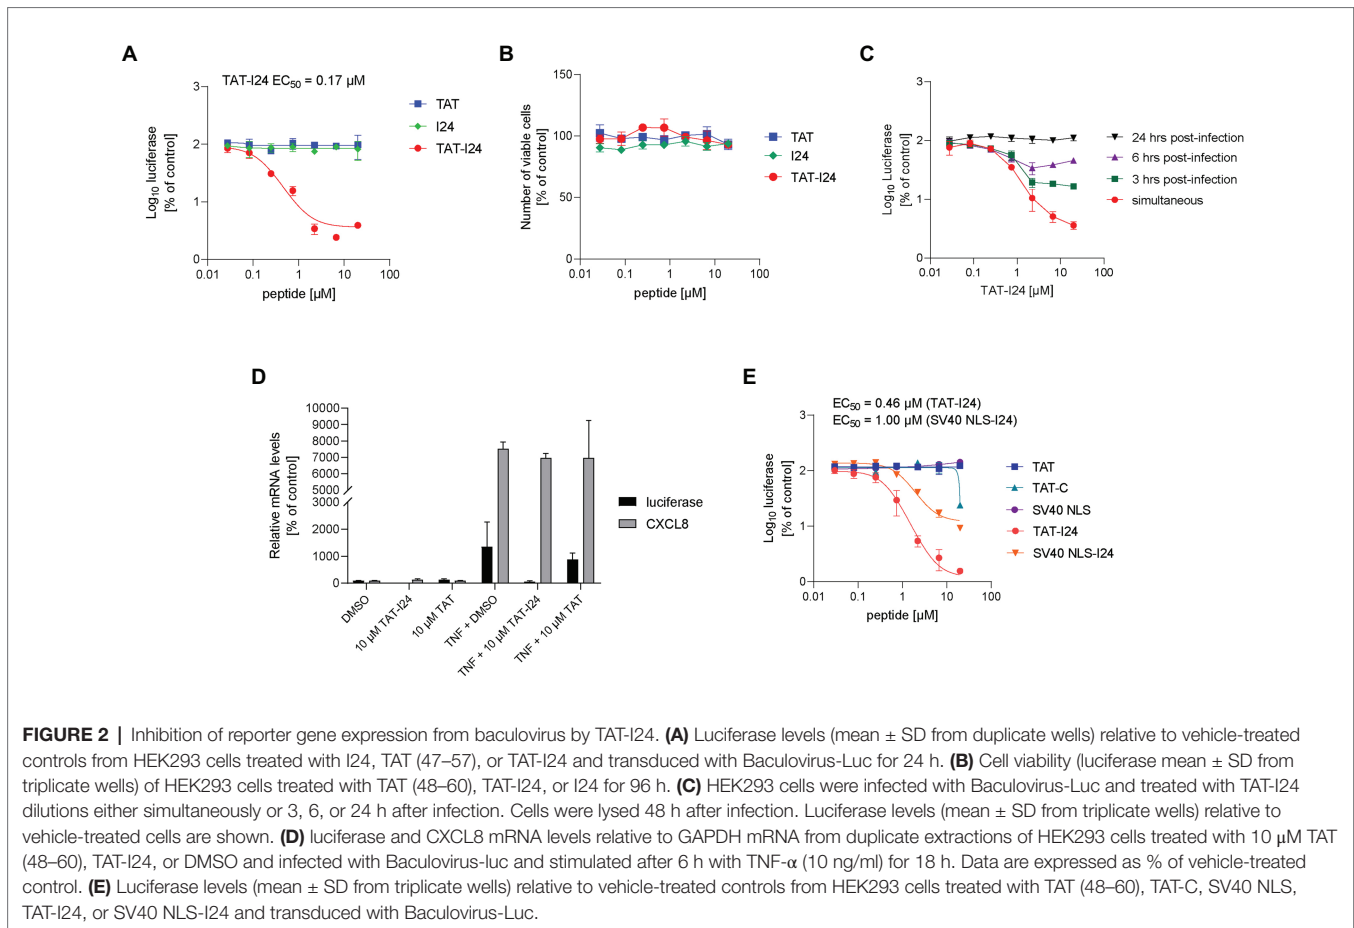 A
TAT-I24 EC50 = 0.17 µM
3
2
1
0
Log10 luciferase
[% of control]
0.01 0.1 1 10 100
peptide [µM]
TAT
I24
TAT-I24
B
150
100
50
0
Number of viable cells
[% of control]
0.01 0.1 1 10 100
peptide [µM]
TAT
I24
TAT-I24
C
3
2
1
0
Log10 Luciferase
[% of control]
0.01 0.1 1 10 100
TAT-I24 [µM]
24 hrs post-infection
6 hrs post-infection
3 hrs post-infection
simultaneous
D
10000
9000
8000
7000
6000
5000
3000
2000
1000
0
Relative mRNA levels
[% of control]
DMSO
10 µM TAT-I24
10 µM TAT
TNF + DMSO
TNF + 10 µM TAT-I24
TNF + 10 µM TAT
luciferase
CXCL8
E
EC50 = 0.46 µM (TAT-I24)
EC50 = 1.00 µM (SV40 NLS-I24)
3
2
1
0
Log10 luciferase
[% of control]
0.01 0.1 1 10 100
peptide [µM]
TAT
TAT-C
SV40 NLS
TAT-I24
SV40 NLS-I24
FIGURE 2 | Inhibition of reporter gene expression from baculovirus by TAT-I24. (A) Luciferase levels (mean ± SD from duplicate wells) relative to vehicle-treated
controls from HEK293 cells treated with I24, TAT (47–57), or TAT-I24 and transduced with Baculovirus-Luc for 24 h. (B) Cell viability (luciferase mean ± SD from
triplicate wells) of HEK293 cells treated with TAT (48–60), TAT-I24, or I24 for 96 h. (C) HEK293 cells were infected with Baculovirus-Luc and treated with TAT-I24
dilutions either simultaneously or 3, 6, or 24 h after infection. Cells were lysed 48 h after infection. Luciferase levels (mean ± SD from triplicate wells) relative to
vehicle-treated cells are shown. (D) luciferase and CXCL8 mRNA levels relative to GAPDH mRNA from duplicate extractions of HEK293 cells treated with 10 µM TAT
(48–60), TAT-I24, or DMSO and infected with Baculovirus-luc and stimulated after 6 h with TNF-α (10 ng/ml) for 18 h. Data are expressed as % of vehicle-treated
control. (E) Luciferase levels (mean ± SD from triplicate wells) relative to vehicle-treated controls from HEK293 cells treated with TAT (48–60), TAT-C, SV40 NLS,
TAT-I24, or SV40 NLS-I24 and transduced with Baculovirus-Luc.